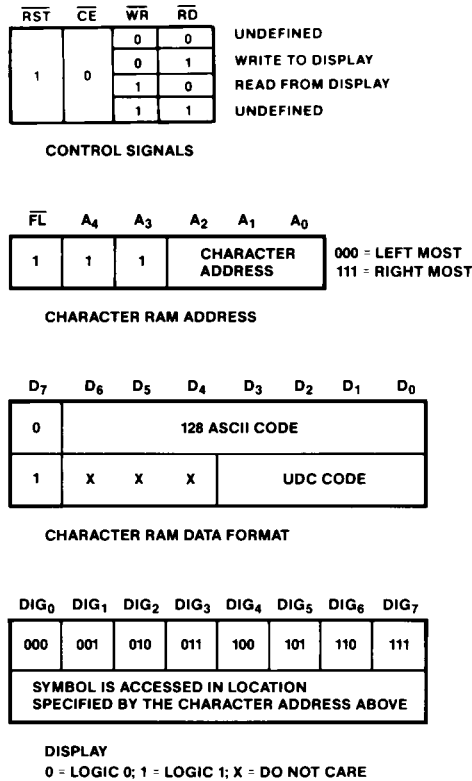 RST CE WR RD
0 0 UNDEFINED
0 1 WRITE TO DISPLAY
1 0
1 0 READ FROM DISPLAY
1 1 UNDEFINED
CONTROL SIGNALS
FL A4 A3 A2 A1 A0
1 1 1 CHARACTER ADDRESS
000 = LEFT MOST
111 = RIGHT MOST
CHARACTER RAM ADDRESS
D7 D6 D5 D4 D3 D2 D1 D0
0 128 ASCII CODE
1 X X X UDC CODE
CHARACTER RAM DATA FORMAT
DIG0 DIG1 DIG2 DIG3 DIG4 DIG5 DIG6 DIG7
000 001 010 011 100 101 110 111
SYMBOL IS ACCESSED IN LOCATION
SPECIFIED BY THE CHARACTER ADDRESS ABOVE
DISPLAY
0 = LOGIC 0; 1 = LOGIC 1; X = DO NOT CARE